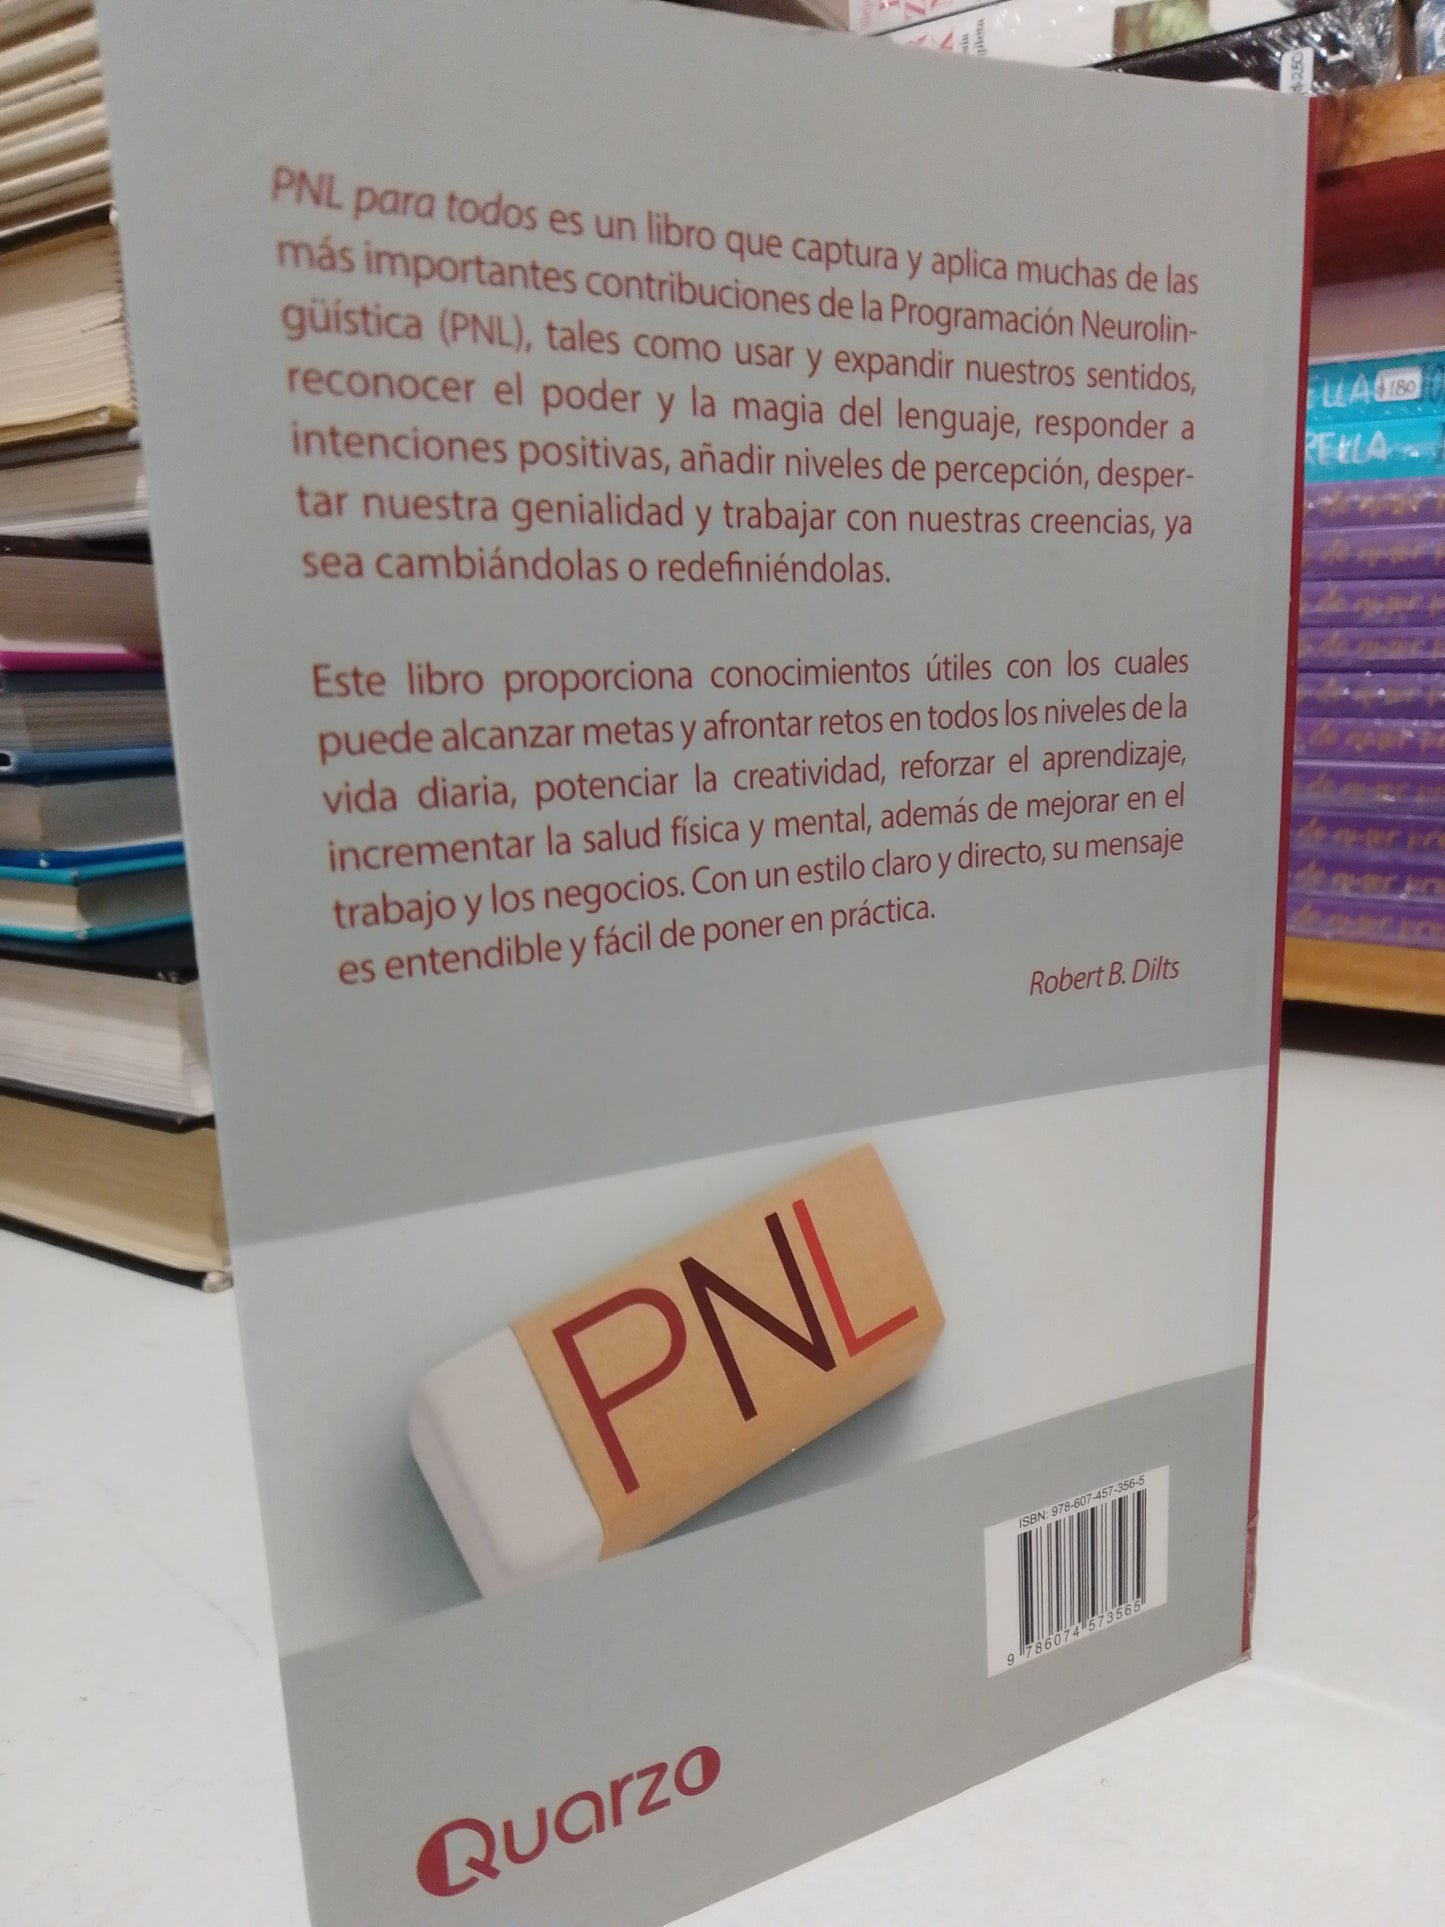 PNL para todos es un libro que captura y aplica muchas de las
más importantes contribuciones de la Programación Neurolin-
güística (PNL), tales como usar y expandir nuestros sentidos,
reconocer el poder y la magia del lenguaje, responder a
intenciones positivas, añadir niveles de percepción, desper-
tar nuestra genialidad y trabajar con nuestras creencias, ya
sea cambiándolas o redefiniéndolas.
Este libro proporciona conocimientos útiles con los cuales
puede alcanzar metas y afrontar retos en todos los niveles de la
vida diaria, potenciar la creatividad, reforzar el aprendizaje,
incrementar la salud física y mental, además de mejorar en el
trabajo y los negocios. Con un estilo claro y directo, su mensaje
es entendible y fácil de poner en práctica.
Robert B. Dilts
PNL
ISBN: 978-607-457-356-5
9 786074 573565
Quarzo
$250
$180